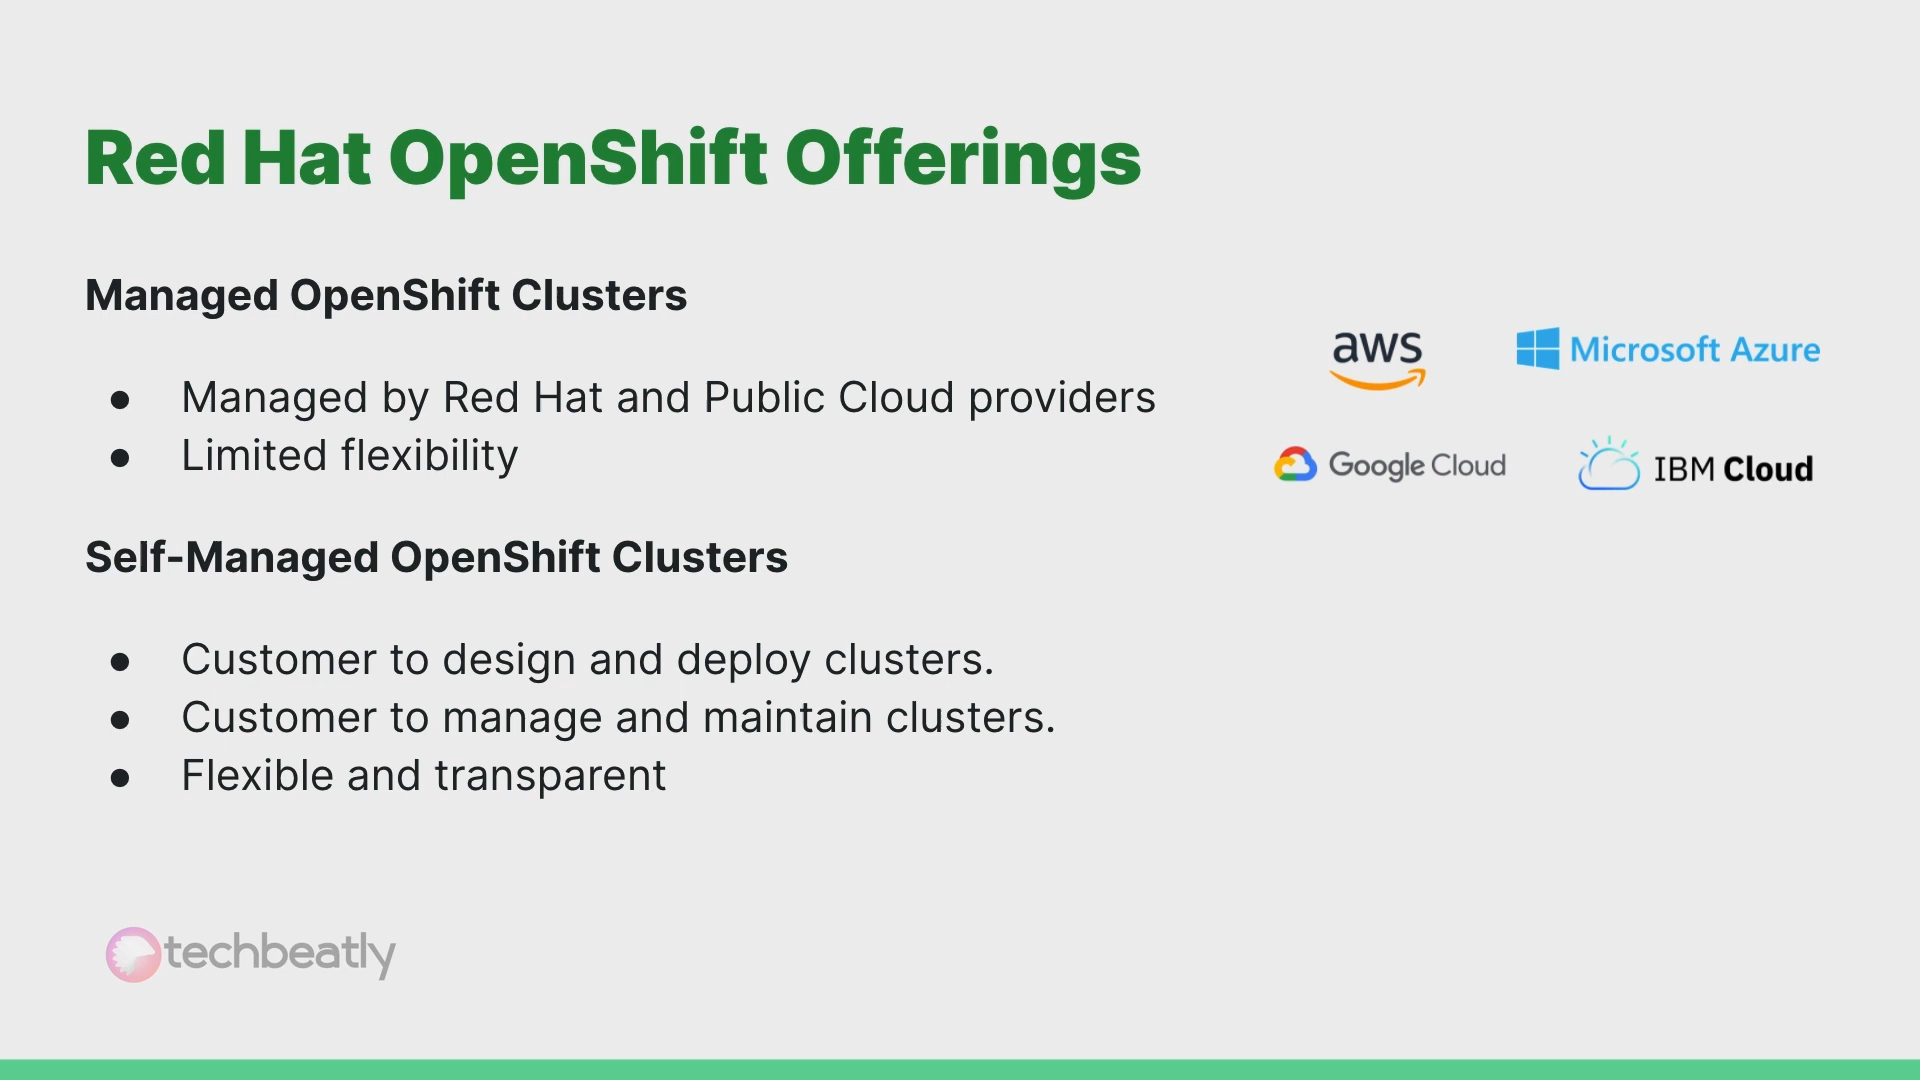 Red Hat OpenShift Offerings
Managed OpenShift Clusters
● Managed by Red Hat and Public Cloud providers
● Limited flexibility
aws
Microsoft Azure
Google Cloud
IBM Cloud
Self-Managed OpenShift Clusters
● Customer to design and deploy clusters.
● Customer to manage and maintain clusters.
● Flexible and transparent
techbeatly